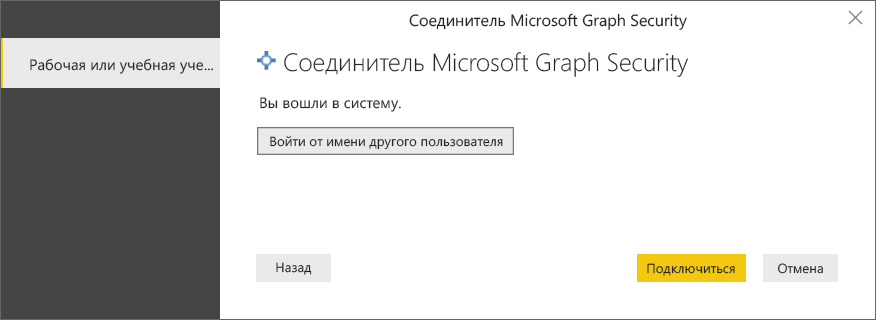 Соединитель Microsoft Graph Security
Рабочая или учебная уче...
Соединитель Microsoft Graph Security
Вы вошли в систему.
Войти от имени другого пользователя
Назад
Подключиться
Отмена